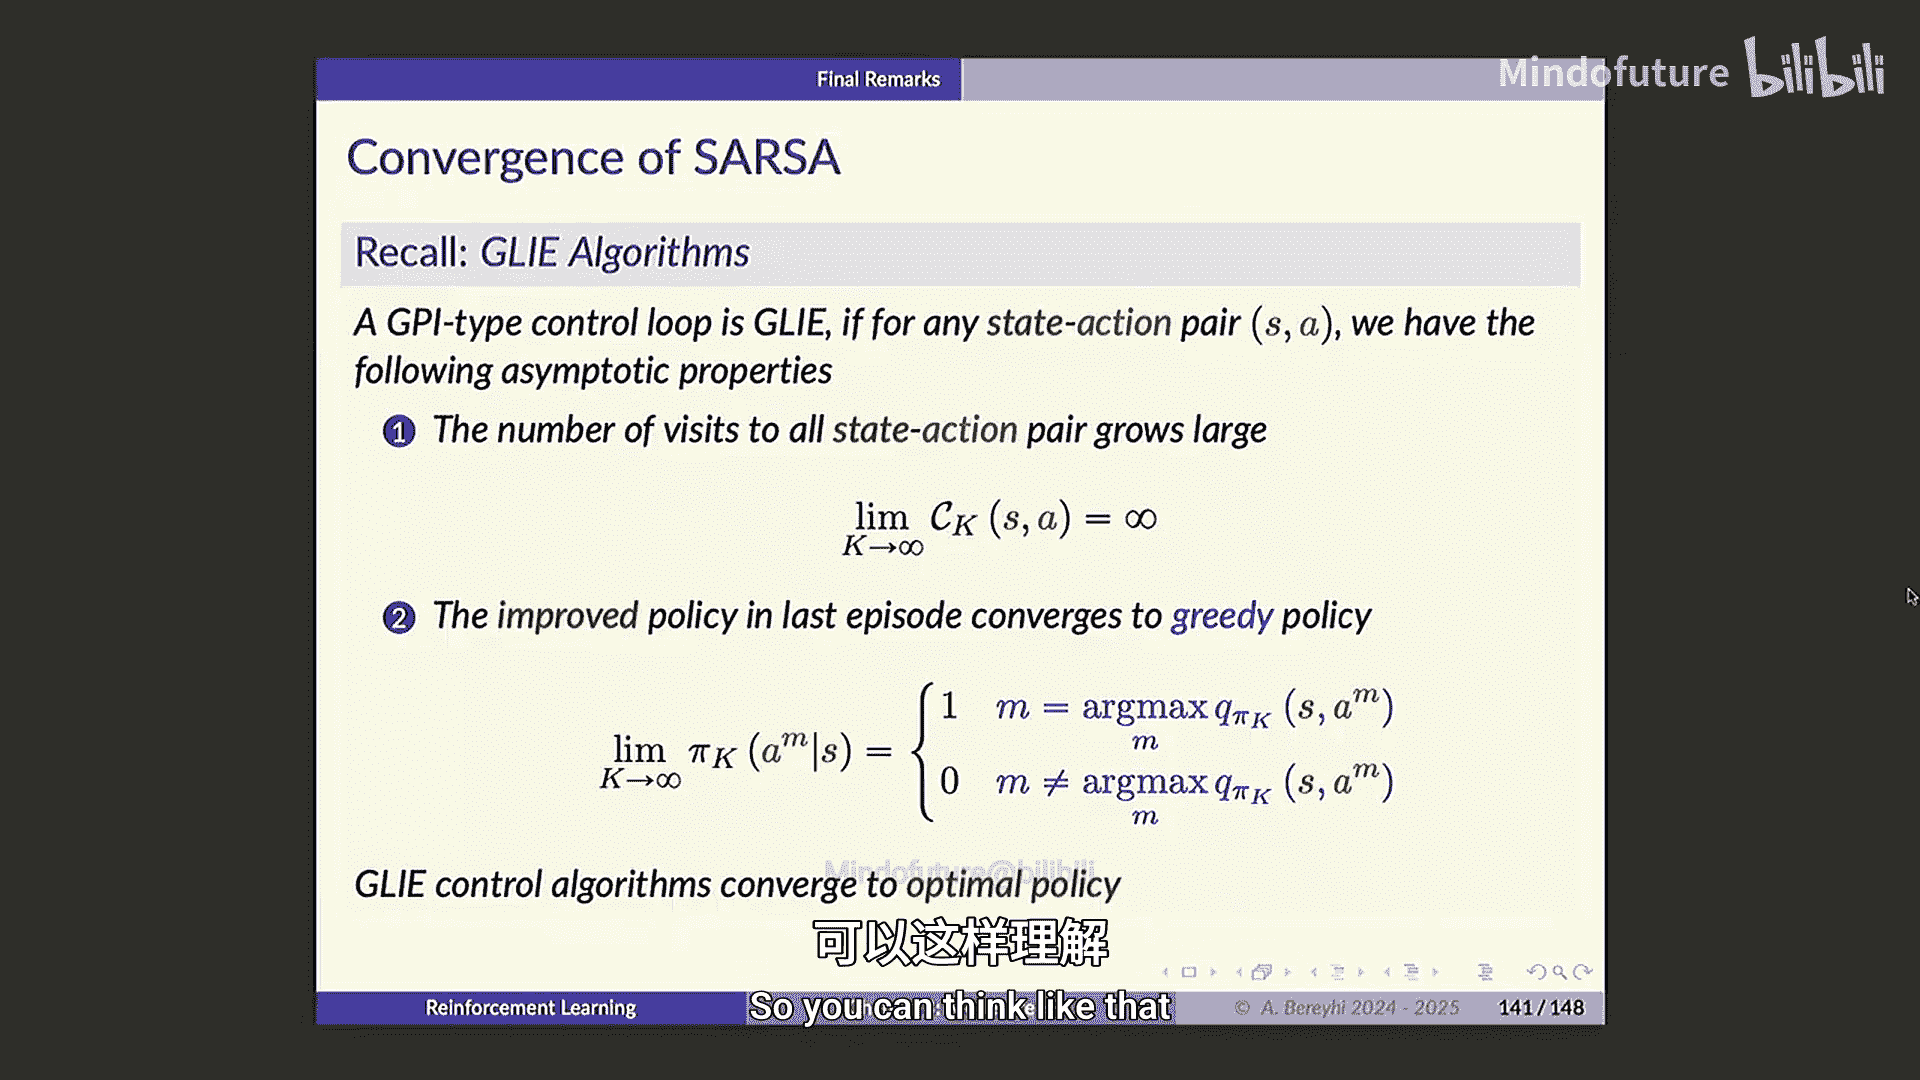 Final Remarks
Mindofuture bilibili
Convergence of SARSA
Recall: GLIE Algorithms
A GPI-type control loop is GLIE, if for any state-action pair (s, a), we have the
following asymptotic properties
1 The number of visits to all state-action pair grows large
lim K→∞ C_K (s, a) = ∞
2 The improved policy in last episode converges to greedy policy
lim K→∞ π_K (a^m|s) = { 1 m = argmax_m q_{π_K} (s, a^m)
0 m ≠ argmax_m q_{π_K} (s, a^m)
Mindofuture@bilibili
GLIE control algorithms converge to optimal policy
可以这样理解
So you can think like that
Reinforcement Learning
© A. Bereyhi 2024 - 2025
141 / 148